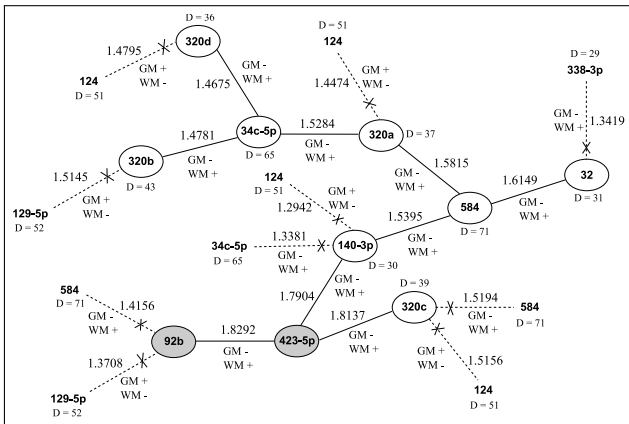 D = 36
320d
1.4795
GM +
WM -
124
D = 51
1.4675
GM -
WM +
D = 51
124
1.4474
GM +
WM -
D = 29
338-3p
GM -
WM +
1.3419
34c-5p
D = 65
1.5284
GM -
WM +
320a
D = 37
1.4781
GM -
WM +
320b
D = 43
1.5145
GM +
WM -
129-5p
D = 52
1.5815
GM -
WM +
1.6149
GM -
WM +
32
D = 31
584
D = 71
124
D = 51
GM +
WM -
1.2942
1.5395
GM -
WM +
34c-5p
D = 65
1.3381
GM -
WM +
140-3p
D = 30
1.7904
GM -
WM +
584
D = 71
1.4156
GM -
WM +
92b
1.3708
GM +
WM -
129-5p
D = 52
1.8292
GM -
WM +
423-5p
1.8137
GM -
WM +
D = 39
320c
1.5194
GM -
WM +
584
D = 71
GM +
WM -
1.5156
124
D = 51